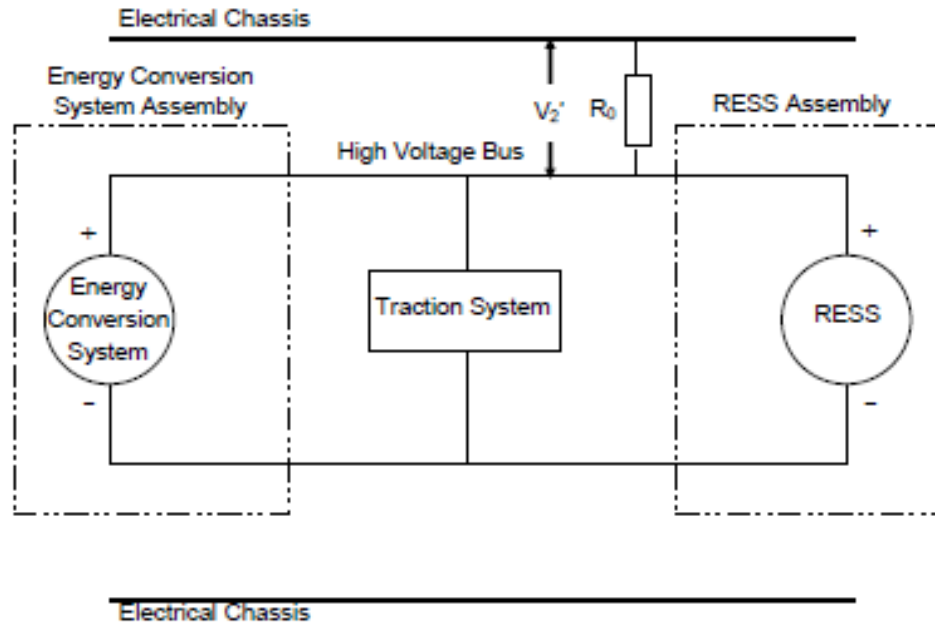 Electrical Chassis
Energy Conversion
System Assembly
V₂'
R₀
RESS Assembly
High Voltage Bus
+
+
Energy
Conversion
System
Traction System
RESS
-
-
Electrical Chassis